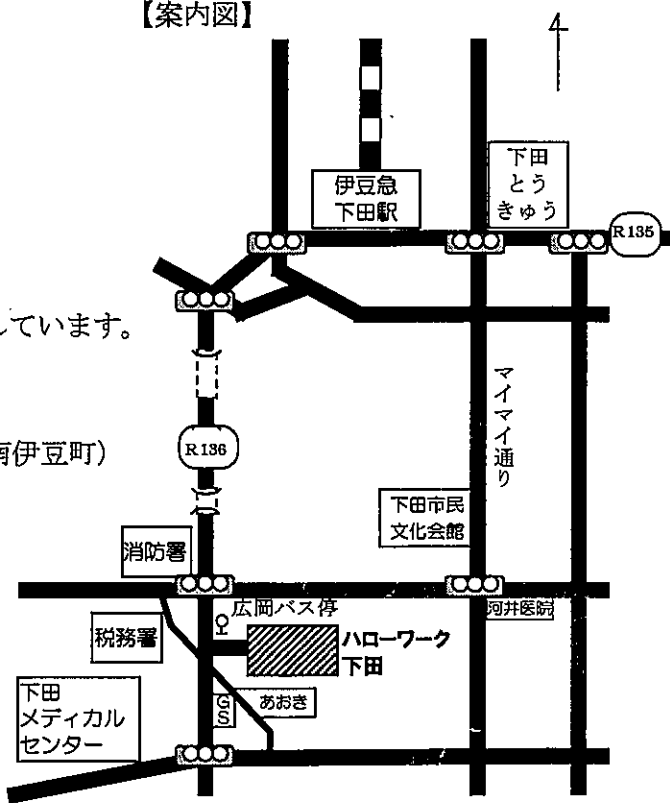 【案内図】
下田
とう
きゅう
伊豆急
下田駅
R135
しています。
マイマイ通り
南伊豆町）
R136
下田市民
文化会館
消防署
広岡バス停
河井医院
税務署
ハローワーク
下田
下田
メディカル
センター
GS
あおき